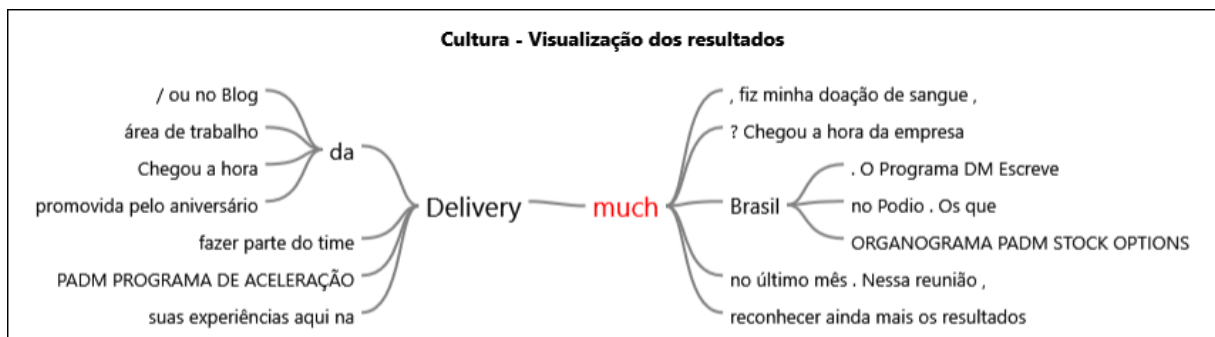 Cultura - Visualização dos resultados
/ ou no Blog
área de trabalho
Chegou a hora
promovida pelo aniversário
da
fazer parte do time
PADM PROGRAMA DE ACELERAÇÃO
suas experiências aqui na
Delivery
much
, fiz minha doação de sangue ,
? Chegou a hora da empresa
Brasil
. O Programa DM Escreve
no Podio . Os que
ORGANOGRAMA PADM STOCK OPTIONS
no último mês . Nessa reunião ,
reconhecer ainda mais os resultados